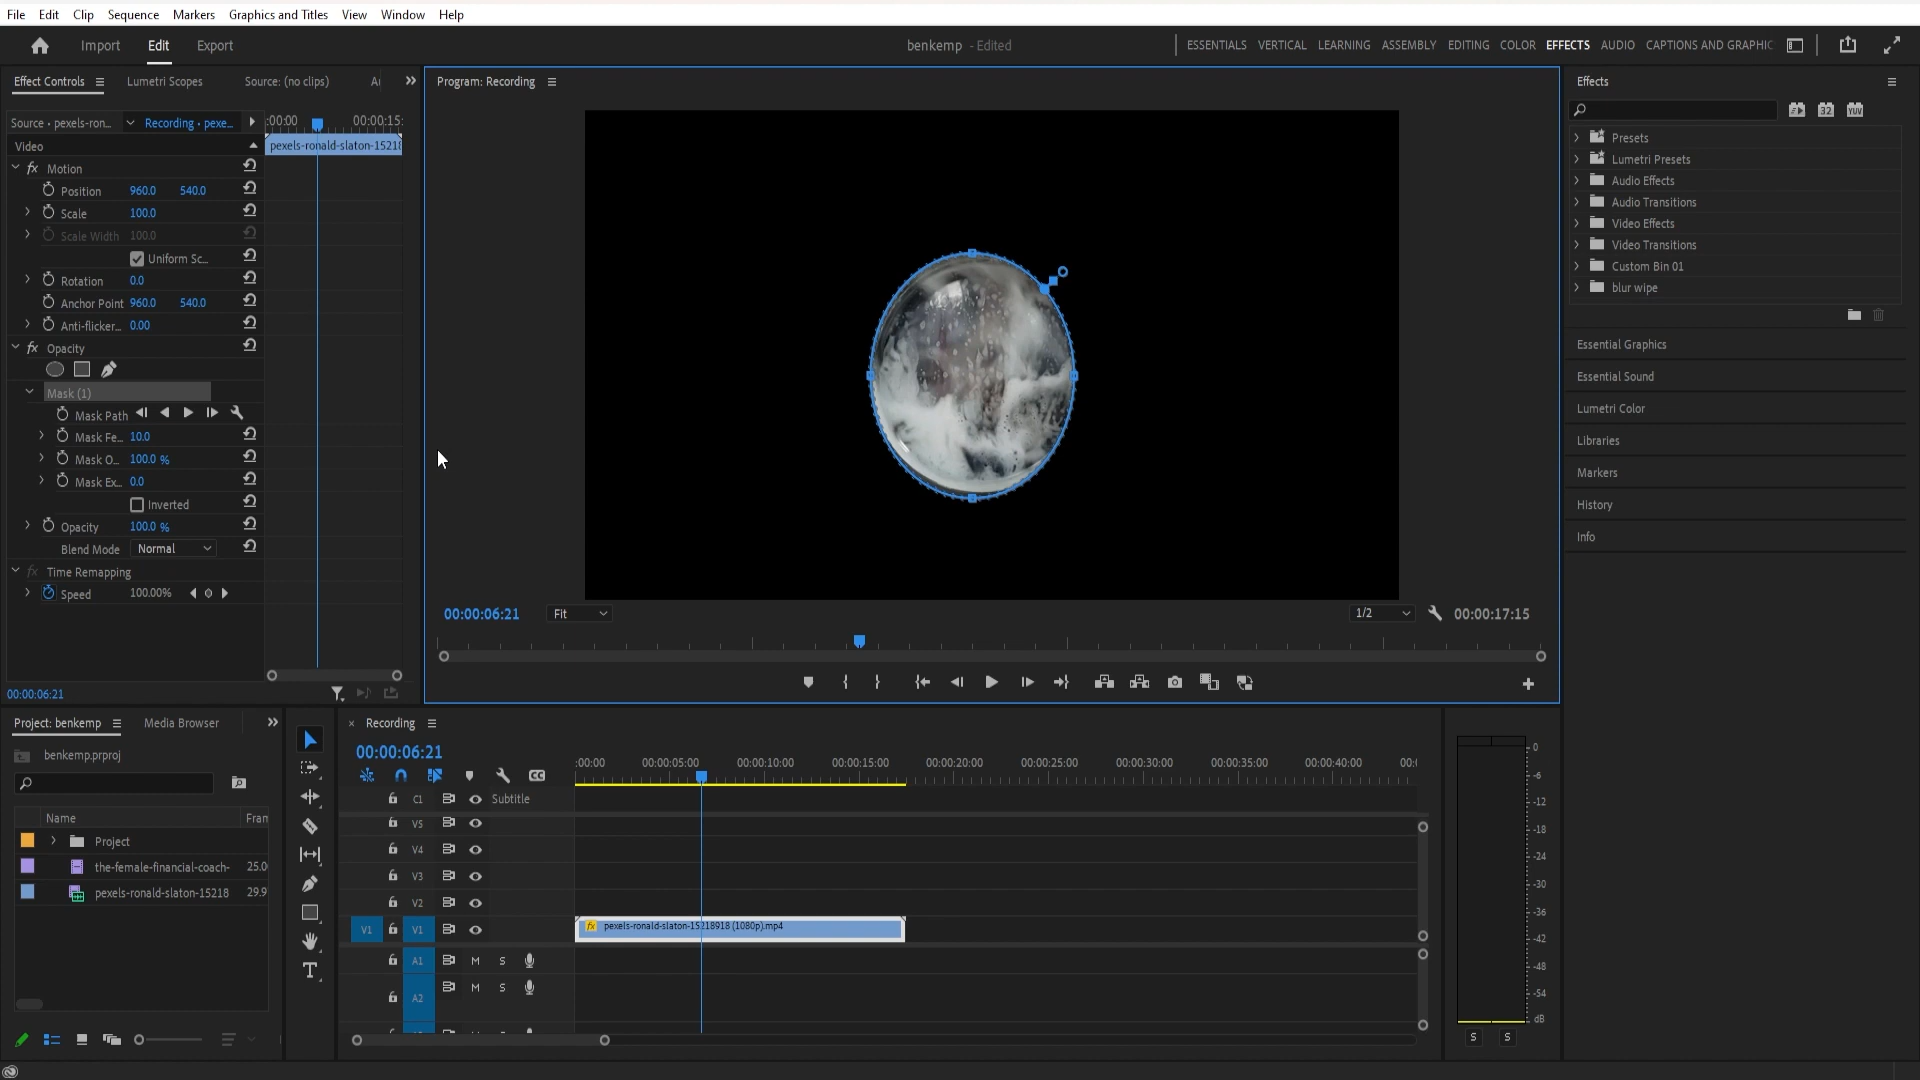 File Edit Clip Sequence Markers Graphics and Titles View Window Help
Import Edit Export
benkemp - Edited
ESSENTIALS VERTICAL LEARNING ASSEMBLY EDITING COLOR EFFECTS AUDIO CAPTIONS AND GRAPHIC
Effect Controls Lumetri Scopes Source: (no clips)
Program: Recording
Source • pexels-ron... Recording • pexe...
:00:00 00:00:15:
Video
pexels-ronald-slaton-15218
Motion
Position 960.0 540.0
Scale 100.0
Scale Width 100.0
Uniform Sc...
Rotation 0.0
Anchor Point 960.0 540.0
Anti-flicker... 0.00
Opacity
Mask (1)
Mask Path
Mask Fe... 10.0
Mask O... 100.0 %
Mask Ex... 0.0
Inverted
Opacity 100.0 %
Blend Mode Normal
Time Remapping
Speed 100.00%
00:00:06:21
00:00:06:21 Fit 1/2 00:00:17:15
Effects
32 YUV
Presets
Lumetri Presets
Audio Effects
Audio Transitions
Video Effects
Video Transitions
Custom Bin 01
blur wipe
Essential Graphics
Essential Sound
Lumetri Color
Libraries
Markers
History
Info
Project: benkemp Media Browser
benkemp.prproj
Name Fram
Project
the-female-financial-coach- 25.0
pexels-ronald-slaton-15218 29.9
T
× Recording
00:00:06:21
CC
:00:00 00:00:05:00 00:00:10:00 00:00:15:00 00:00:20:00 00:00:25:00 00:00:30:00 00:00:35:00 00:00:40:00 00:
C1 Subtitle
V5
V4
V3
V2
V1 V1 fx pexels-ronald-slaton-15218918 (1080p).mp4
A1 M S
A2 M S
0
-6
-12
-18
-24
-30
-36
-42
-48
-54
dB
S S